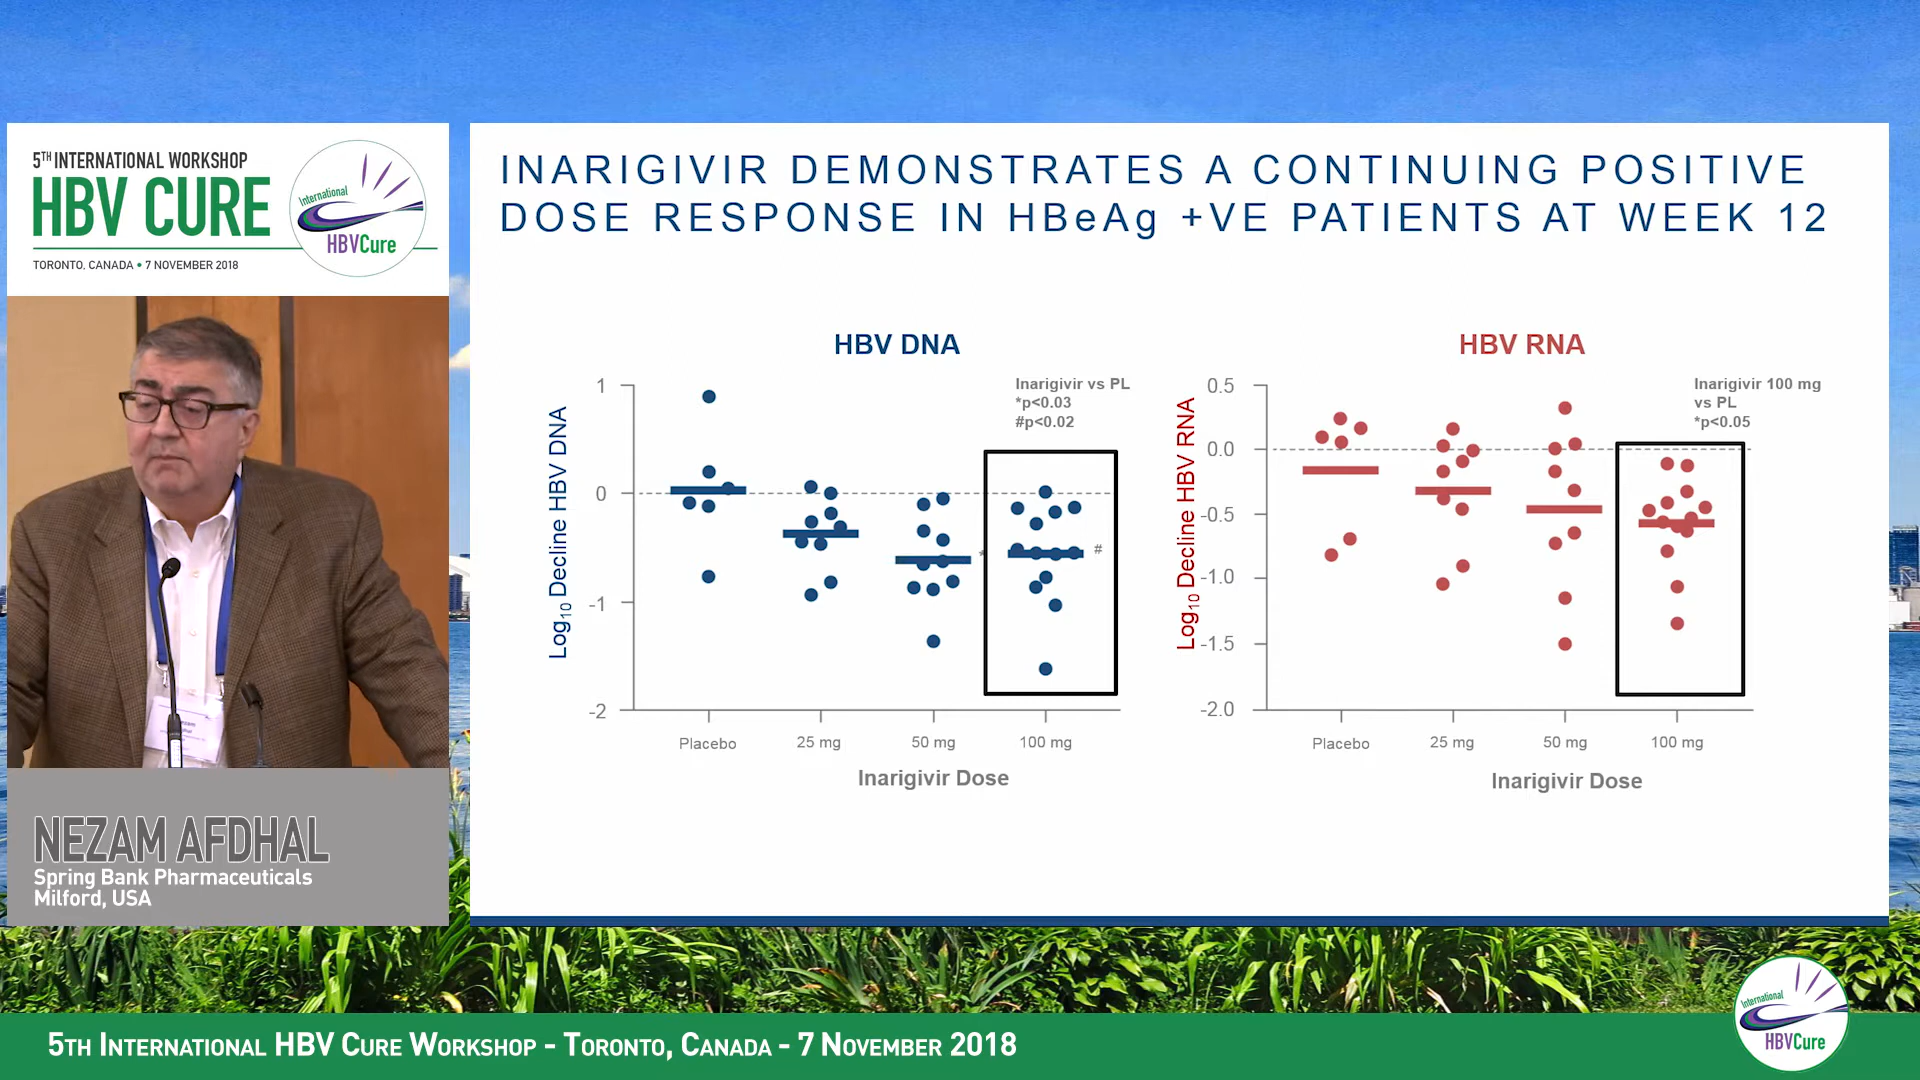 5TH INTERNATIONAL WORKSHOP
HBV CURE
TORONTO, CANADA • 7 NOVEMBER 2018
International
HBVCure
NEZAM AFDHAL
Spring Bank Pharmaceuticals
Milford, USA
INARIGIVIR DEMONSTRATES A CONTINUING POSITIVE
DOSE RESPONSE IN HBeAg +VE PATIENTS AT WEEK 12
HBV DNA
Inarigivir vs PL
*p<0.03
#p<0.02
Log10 Decline HBV DNA
1
0
-1
-2
*
#
Placebo
25 mg
50 mg
100 mg
Inarigivir Dose
HBV RNA
Inarigivir 100 mg
vs PL
*p<0.05
Log10 Decline HBV RNA
0.5
0.0
-0.5
-1.0
-1.5
-2.0
Placebo
25 mg
50 mg
100 mg
Inarigivir Dose
5TH INTERNATIONAL HBV CURE WORKSHOP - TORONTO, CANADA - 7 NOVEMBER 2018
International
HBVCure